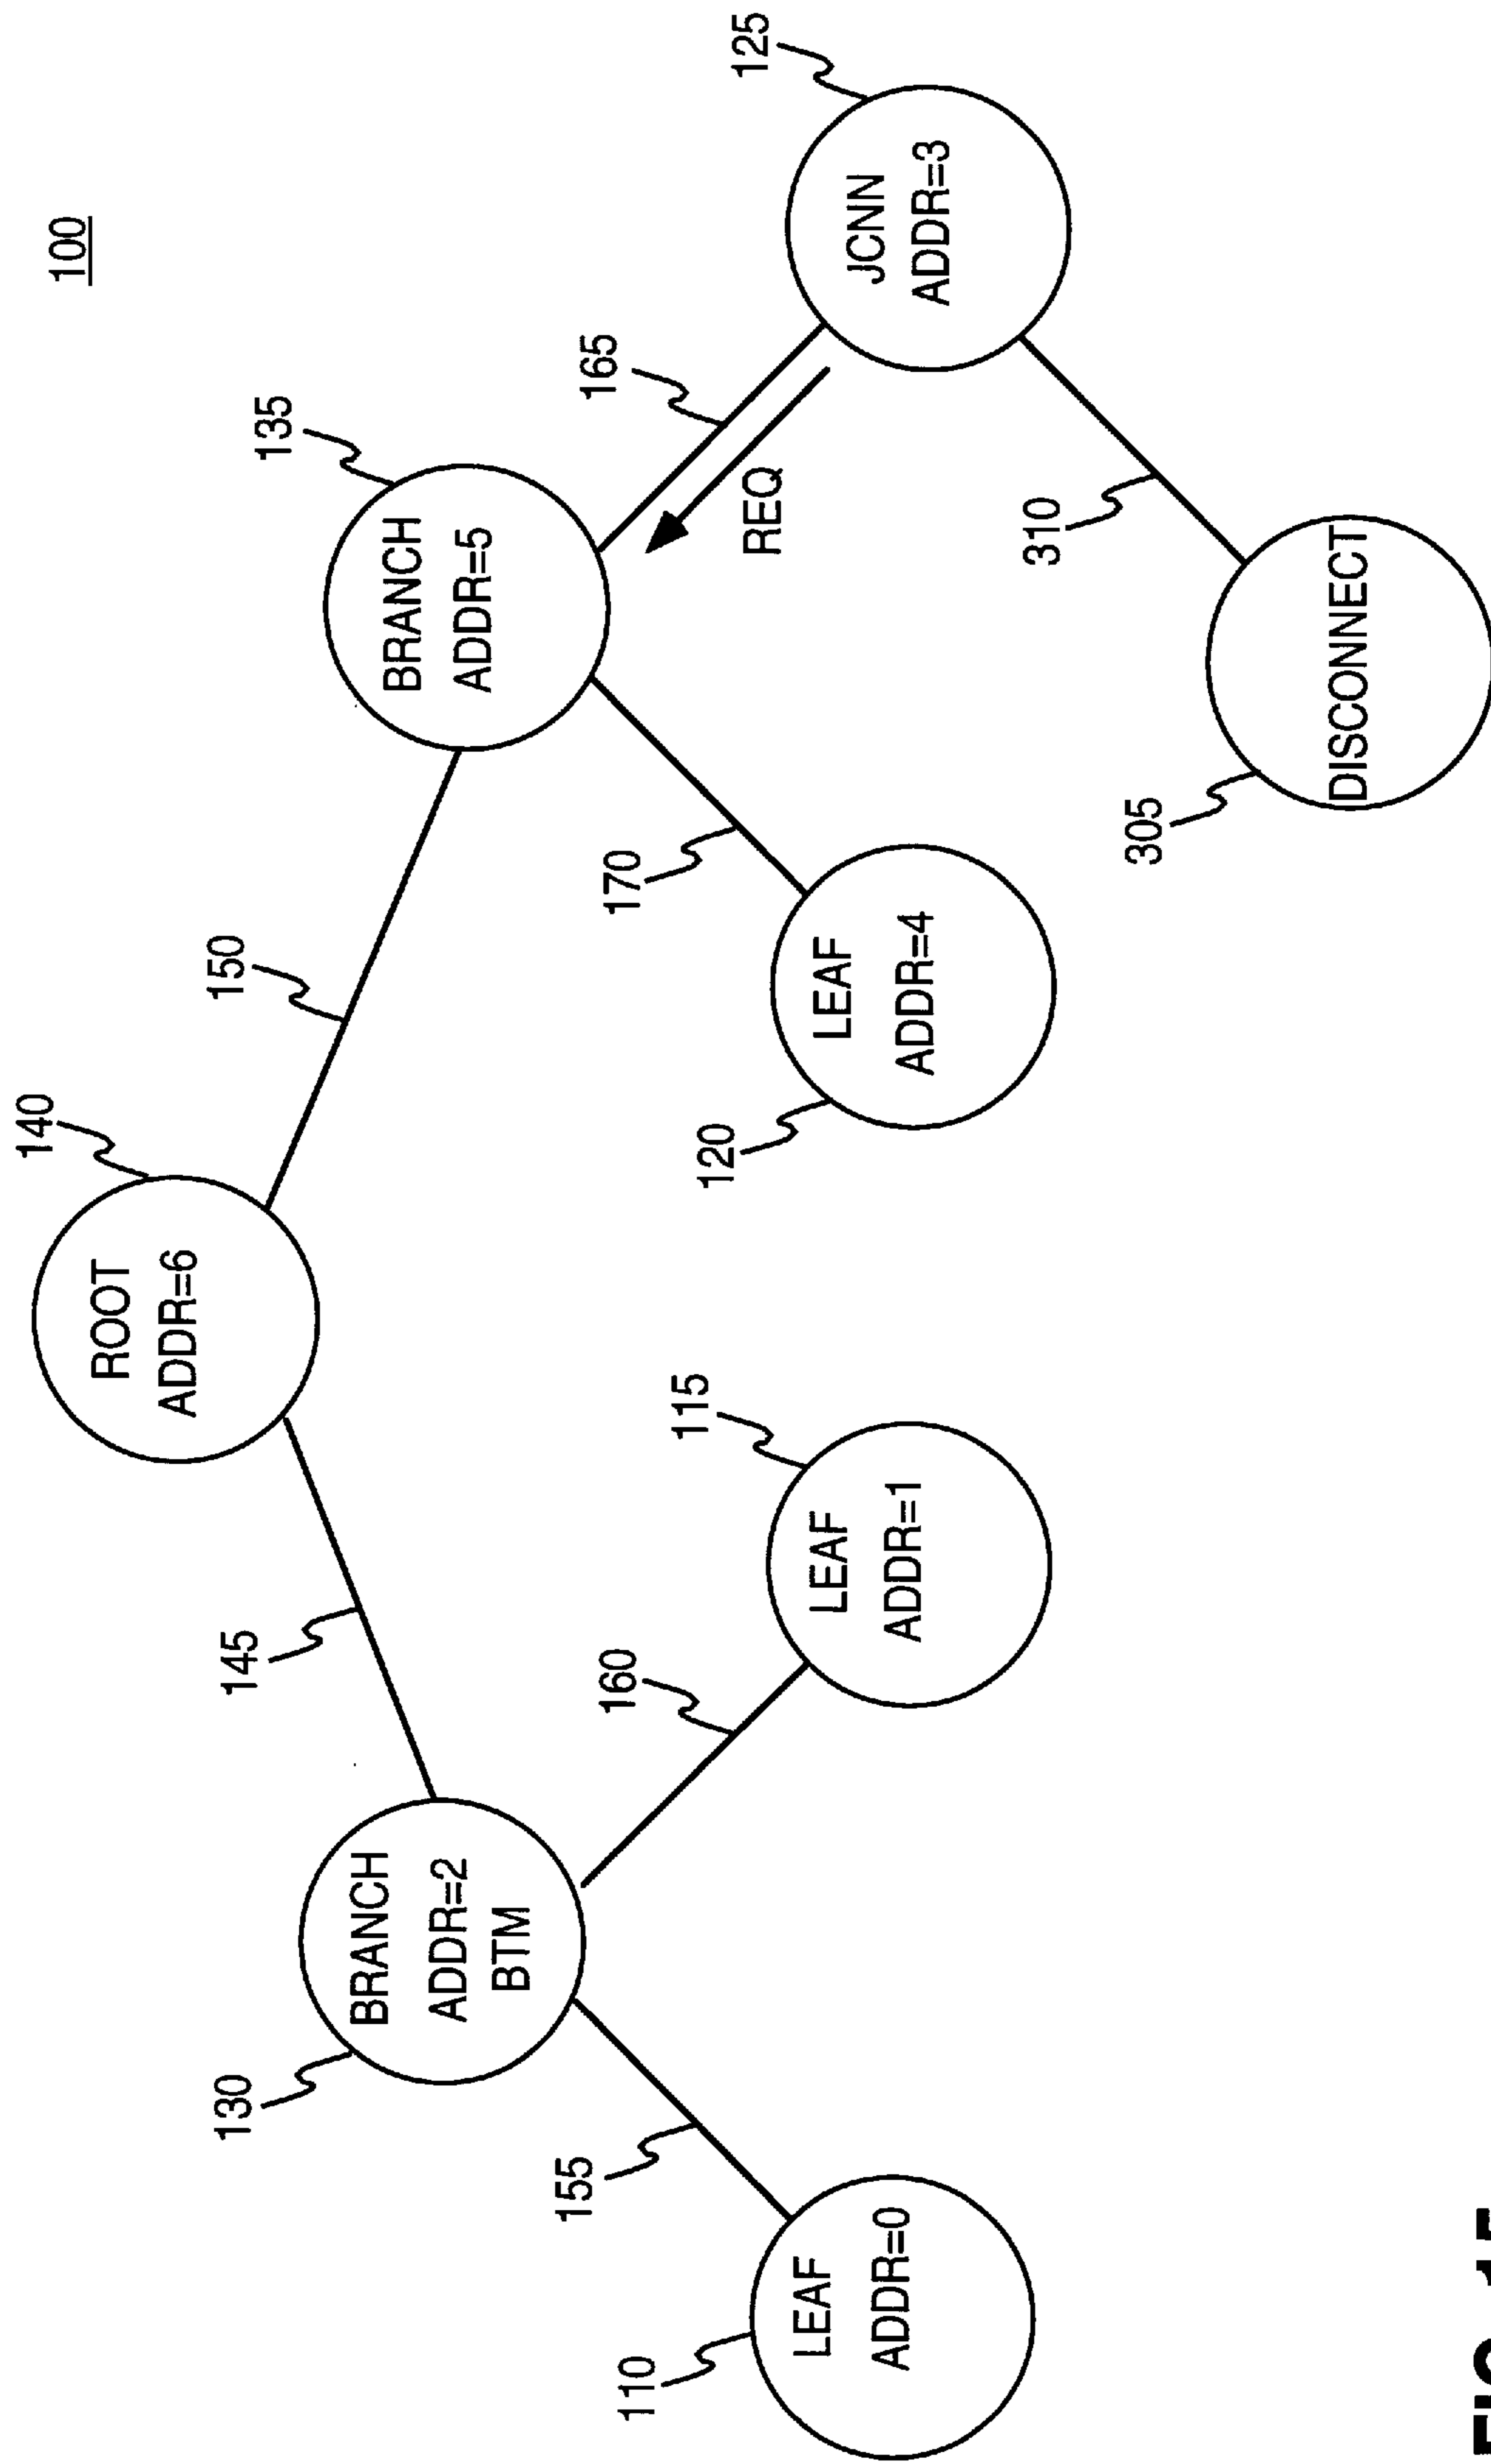 100
140
ROOT
ADDR=6
145
150
130
BRANCH
ADDR=2
BTM
135
BRANCH
ADDR=5
155
160
170
165
REQ
110
LEAF
ADDR=0
115
LEAF
ADDR=1
120
LEAF
ADDR=4
125
JCNN
ADDR=3
310
305
DISCONNECT
FIG. 15